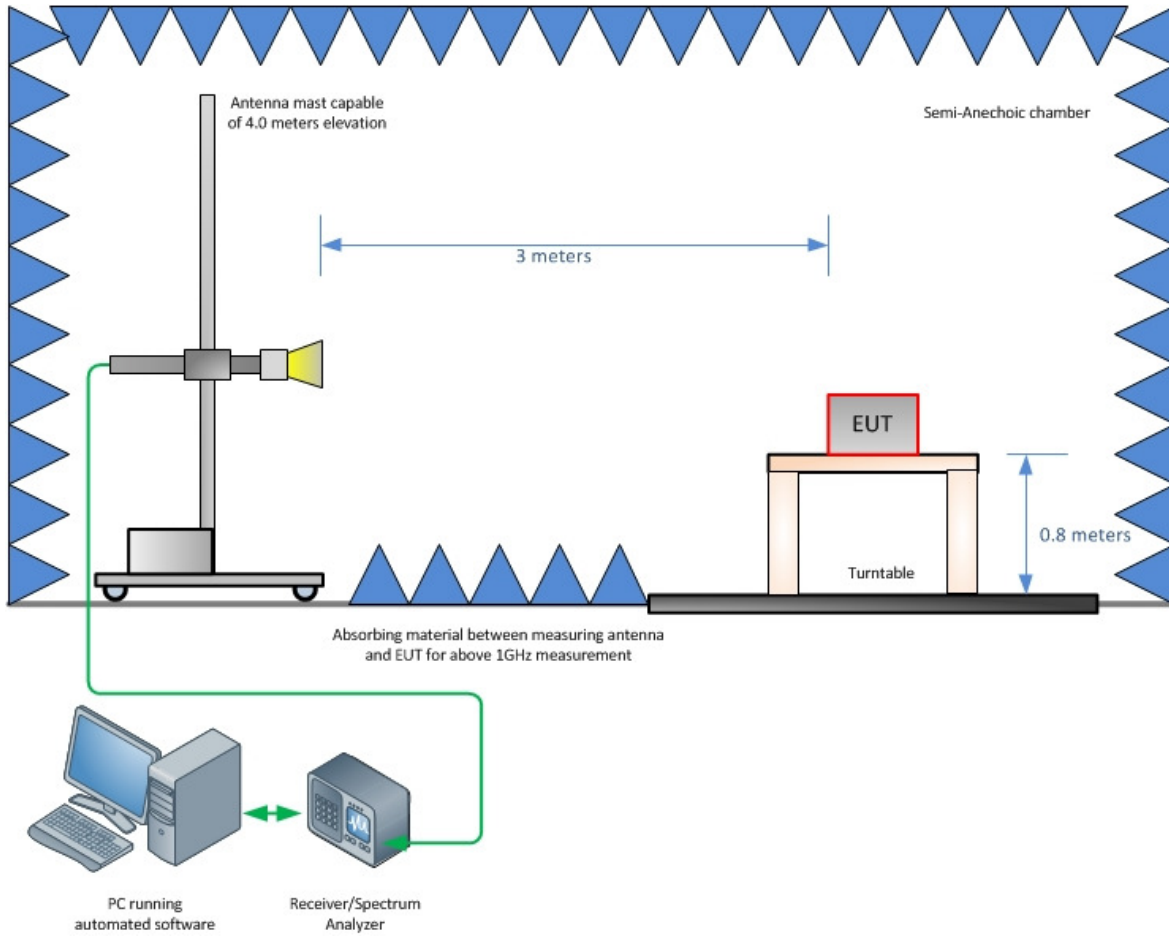 Antenna mast capable
of 4.0 meters elevation
Semi-Anechoic chamber
3 meters
EUT
0.8 meters
Turntable
Absorbing material between measuring antenna
and EUT for above 1GHz measurement
PC running
automated software
Receiver/Spectrum
Analyzer